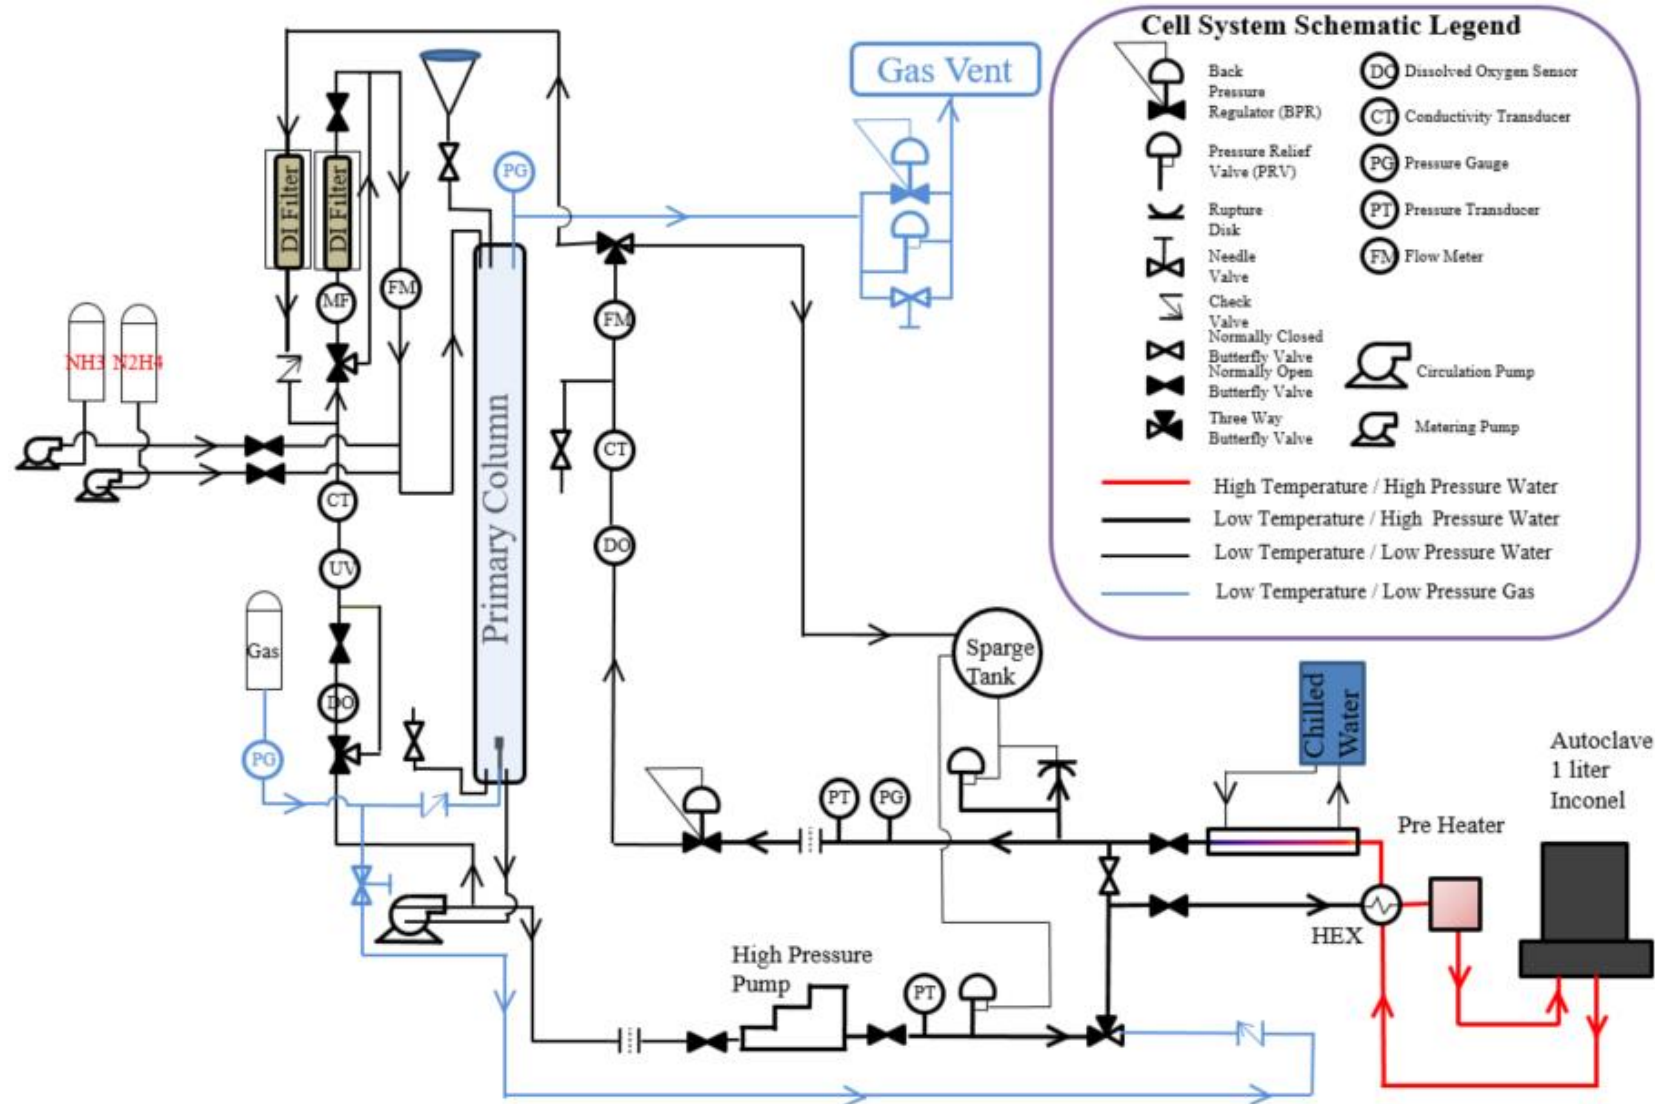 Cell System Schematic Legend
Back
Pressure
Regulator (BPR)
Pressure Relief
Valve (PRV)
Rupture
Disk
Needle
Valve
Check
Valve
Normally Closed
Butterfly Valve
Normally Open
Butterfly Valve
Three Way
Butterfly Valve
DO Dissolved Oxygen Sensor
CT Conductivity Transducer
PG Pressure Gauge
PT Pressure Transducer
FM Flow Meter
Circulation Pump
Metering Pump
High Temperature / High Pressure Water
Low Temperature / High Pressure Water
Low Temperature / Low Pressure Water
Low Temperature / Low Pressure Gas
Gas Vent
PG
DI Filter
DI Filter
MF
FM
FM
NH3
N2H4
CT
CT
UV
DO
DO
Primary Column
Gas
PG
Sparge
Tank
Chilled
Water
Autoclave
1 liter
Inconel
Pre Heater
PT
PG
HEX
High Pressure
Pump
PT